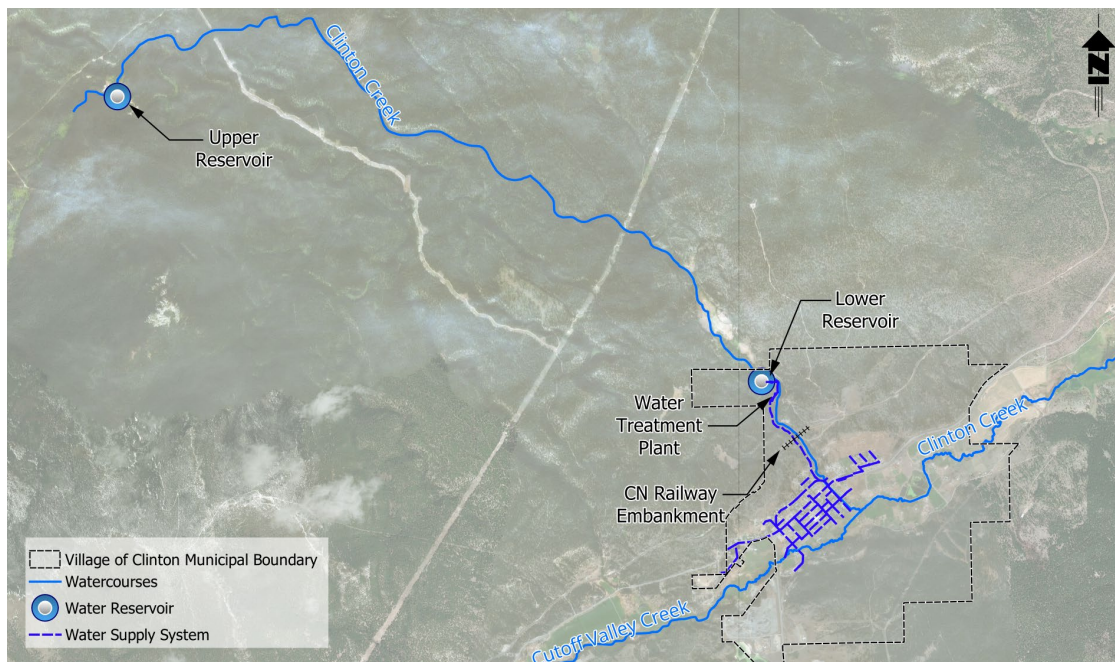 Clinton Creek
N
Upper
Reservoir
Lower
Reservoir
Water
Treatment
Plant
Clinton Creek
CN Railway
Embankment
Village of Clinton Municipal Boundary
Watercourses
Water Reservoir
Water Supply System
Cutoff Valley Creek